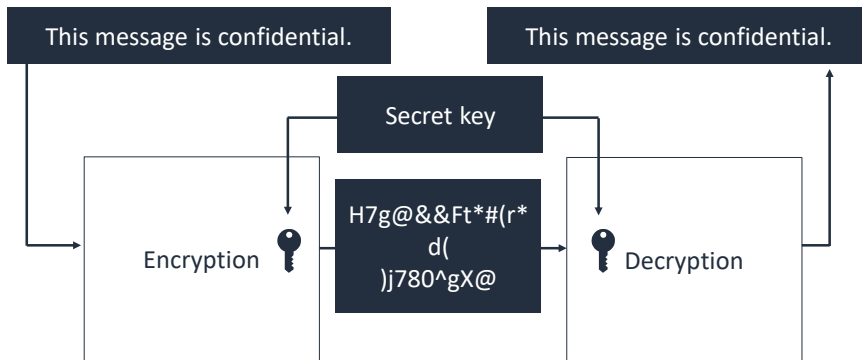 This message is confidential.
This message is confidential.
Secret key
H7g@&&Ft*#(r*
d(
)j780^gX@
Encryption
Decryption